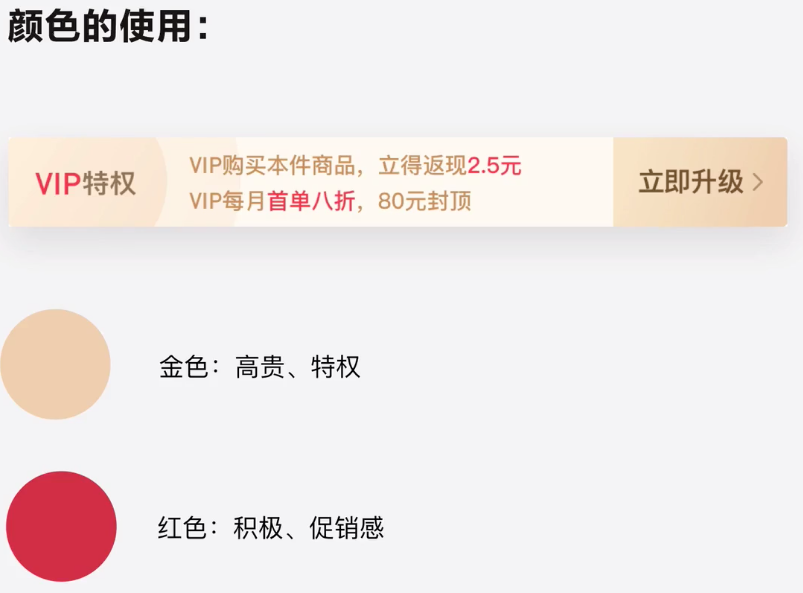 颜色的使用：
VIP特权
VIP购买本件商品，立得返现2.5元
VIP每月首单八折，80元封顶
立即升级 >
金色：高贵、特权
红色：积极、促销感